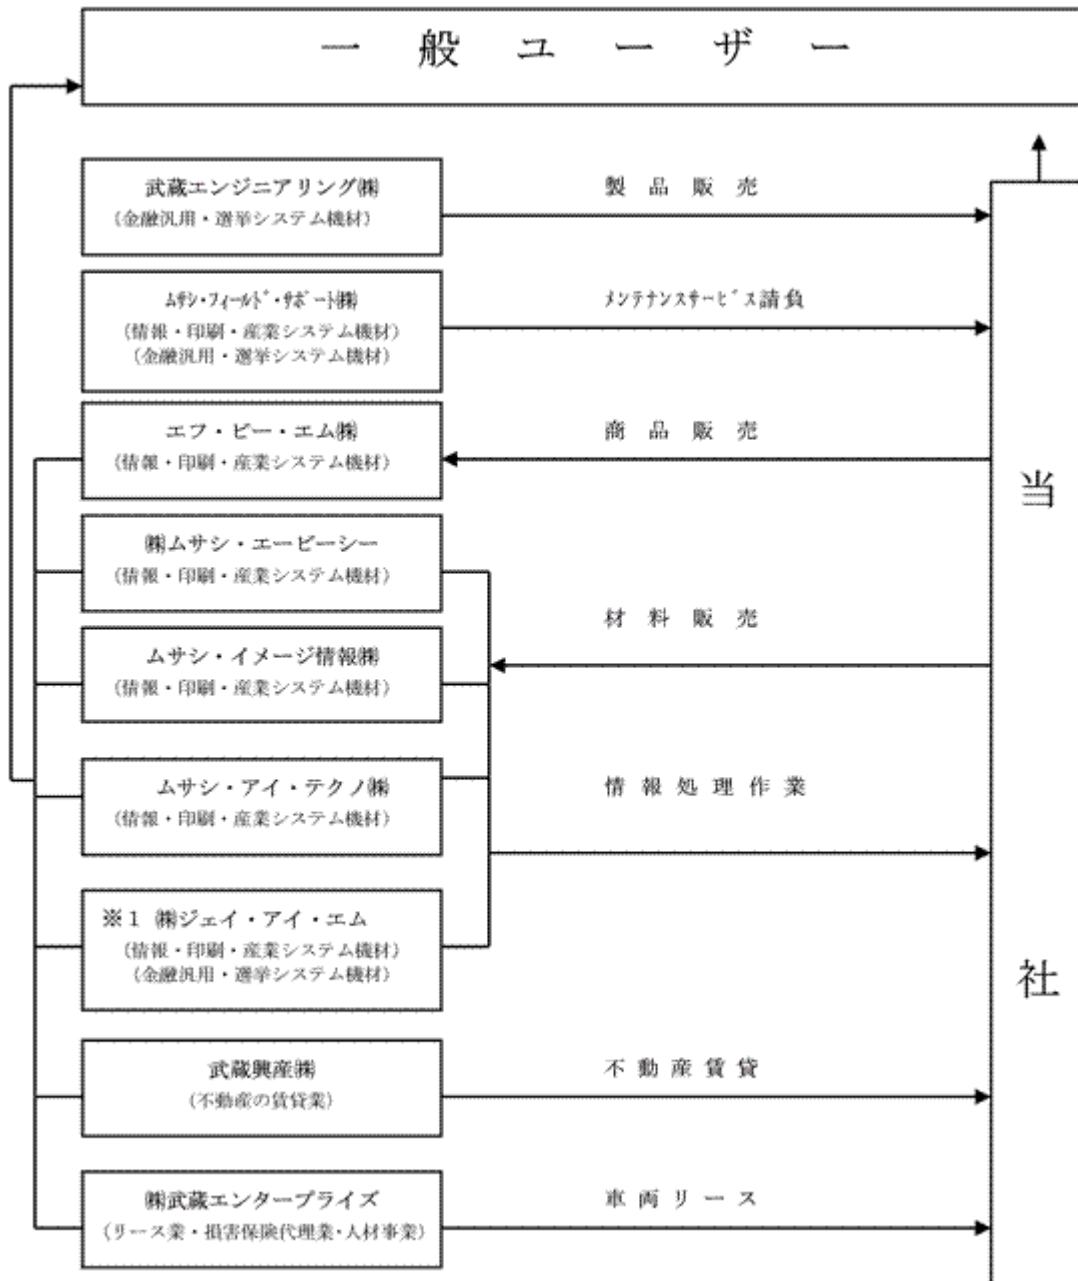 一般ユーザー
武蔵エンジニアリング㈱
（金融汎用・選挙システム機材）
製品販売
ﾑｻｼ･ﾌｨｰﾙﾄﾞ･ｻﾎﾟｰﾄ㈱
（情報・印刷・産業システム機材）
（金融汎用・選挙システム機材）
ﾒﾝﾃﾅﾝｽｻｰﾋﾞｽ請負
エフ・ビー・エム㈱
（情報・印刷・産業システム機材）
商品販売
当社
㈱ムサシ・エービーシー
（情報・印刷・産業システム機材）
材料販売
ムサシ・イメージ情報㈱
（情報・印刷・産業システム機材）
ムサシ・アイ・テクノ㈱
（情報・印刷・産業システム機材）
情報処理作業
※１ ㈱ジェイ・アイ・エム
（情報・印刷・産業システム機材）
（金融汎用・選挙システム機材）
武蔵興産㈱
（不動産の賃貸業）
不動産賃貸
㈱武蔵エンタープライズ
（リース業・損害保険代理業･人材事業）
車両リース